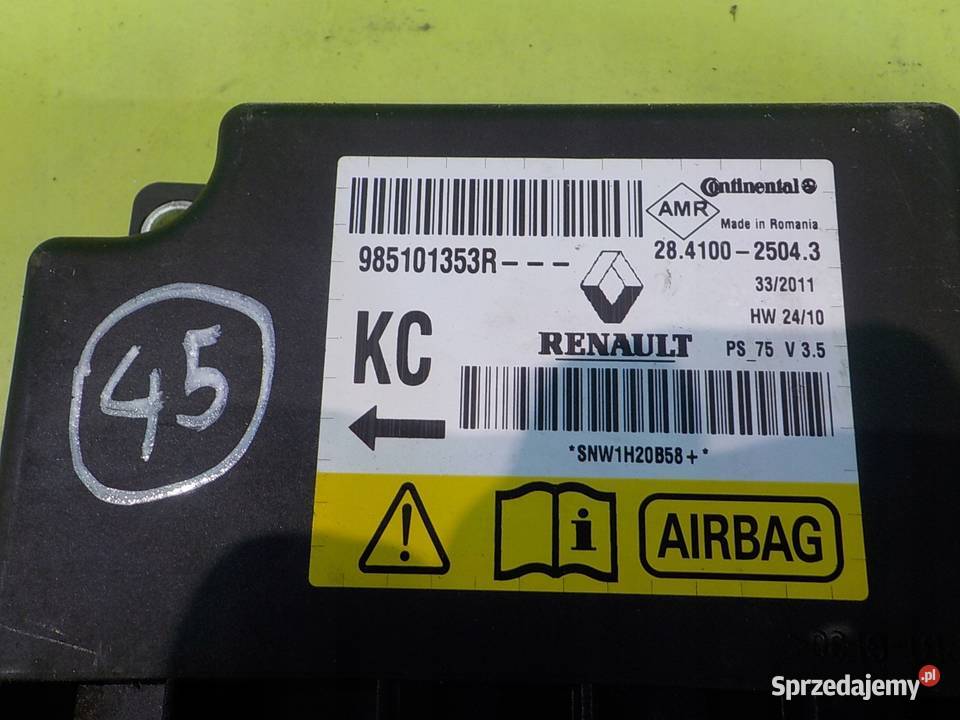 Continental
AMR
Made in Romania
985101353R---
28.4100-2504.3
33/2011
HW 24/10
KC
RENAULT
PS_75 V 3.5
*SNW1H20B58+*
45
i
AIRBAG
Sprzedajemy.pl